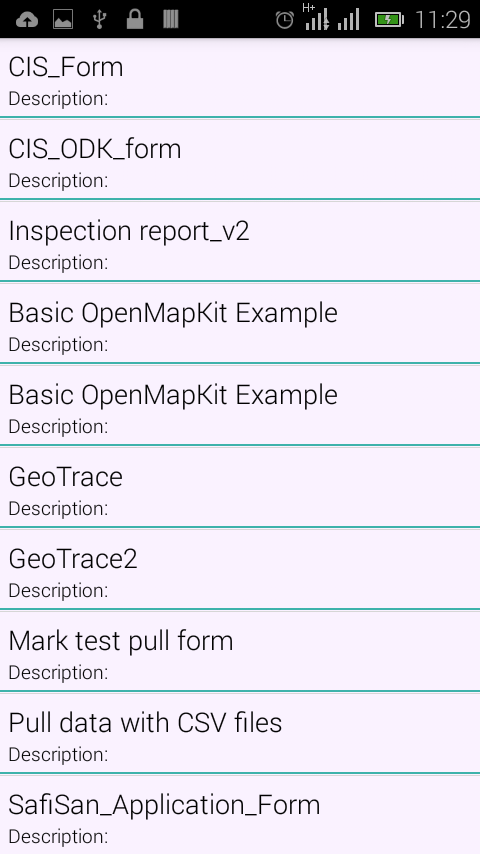 H+ 11:29
CIS_Form
Description:
CIS_ODK_form
Description:
Inspection report_v2
Description:
Basic OpenMapKit Example
Description:
Basic OpenMapKit Example
Description:
GeoTrace
Description:
GeoTrace2
Description:
Mark test pull form
Description:
Pull data with CSV files
Description:
SafiSan_Application_Form
Description: